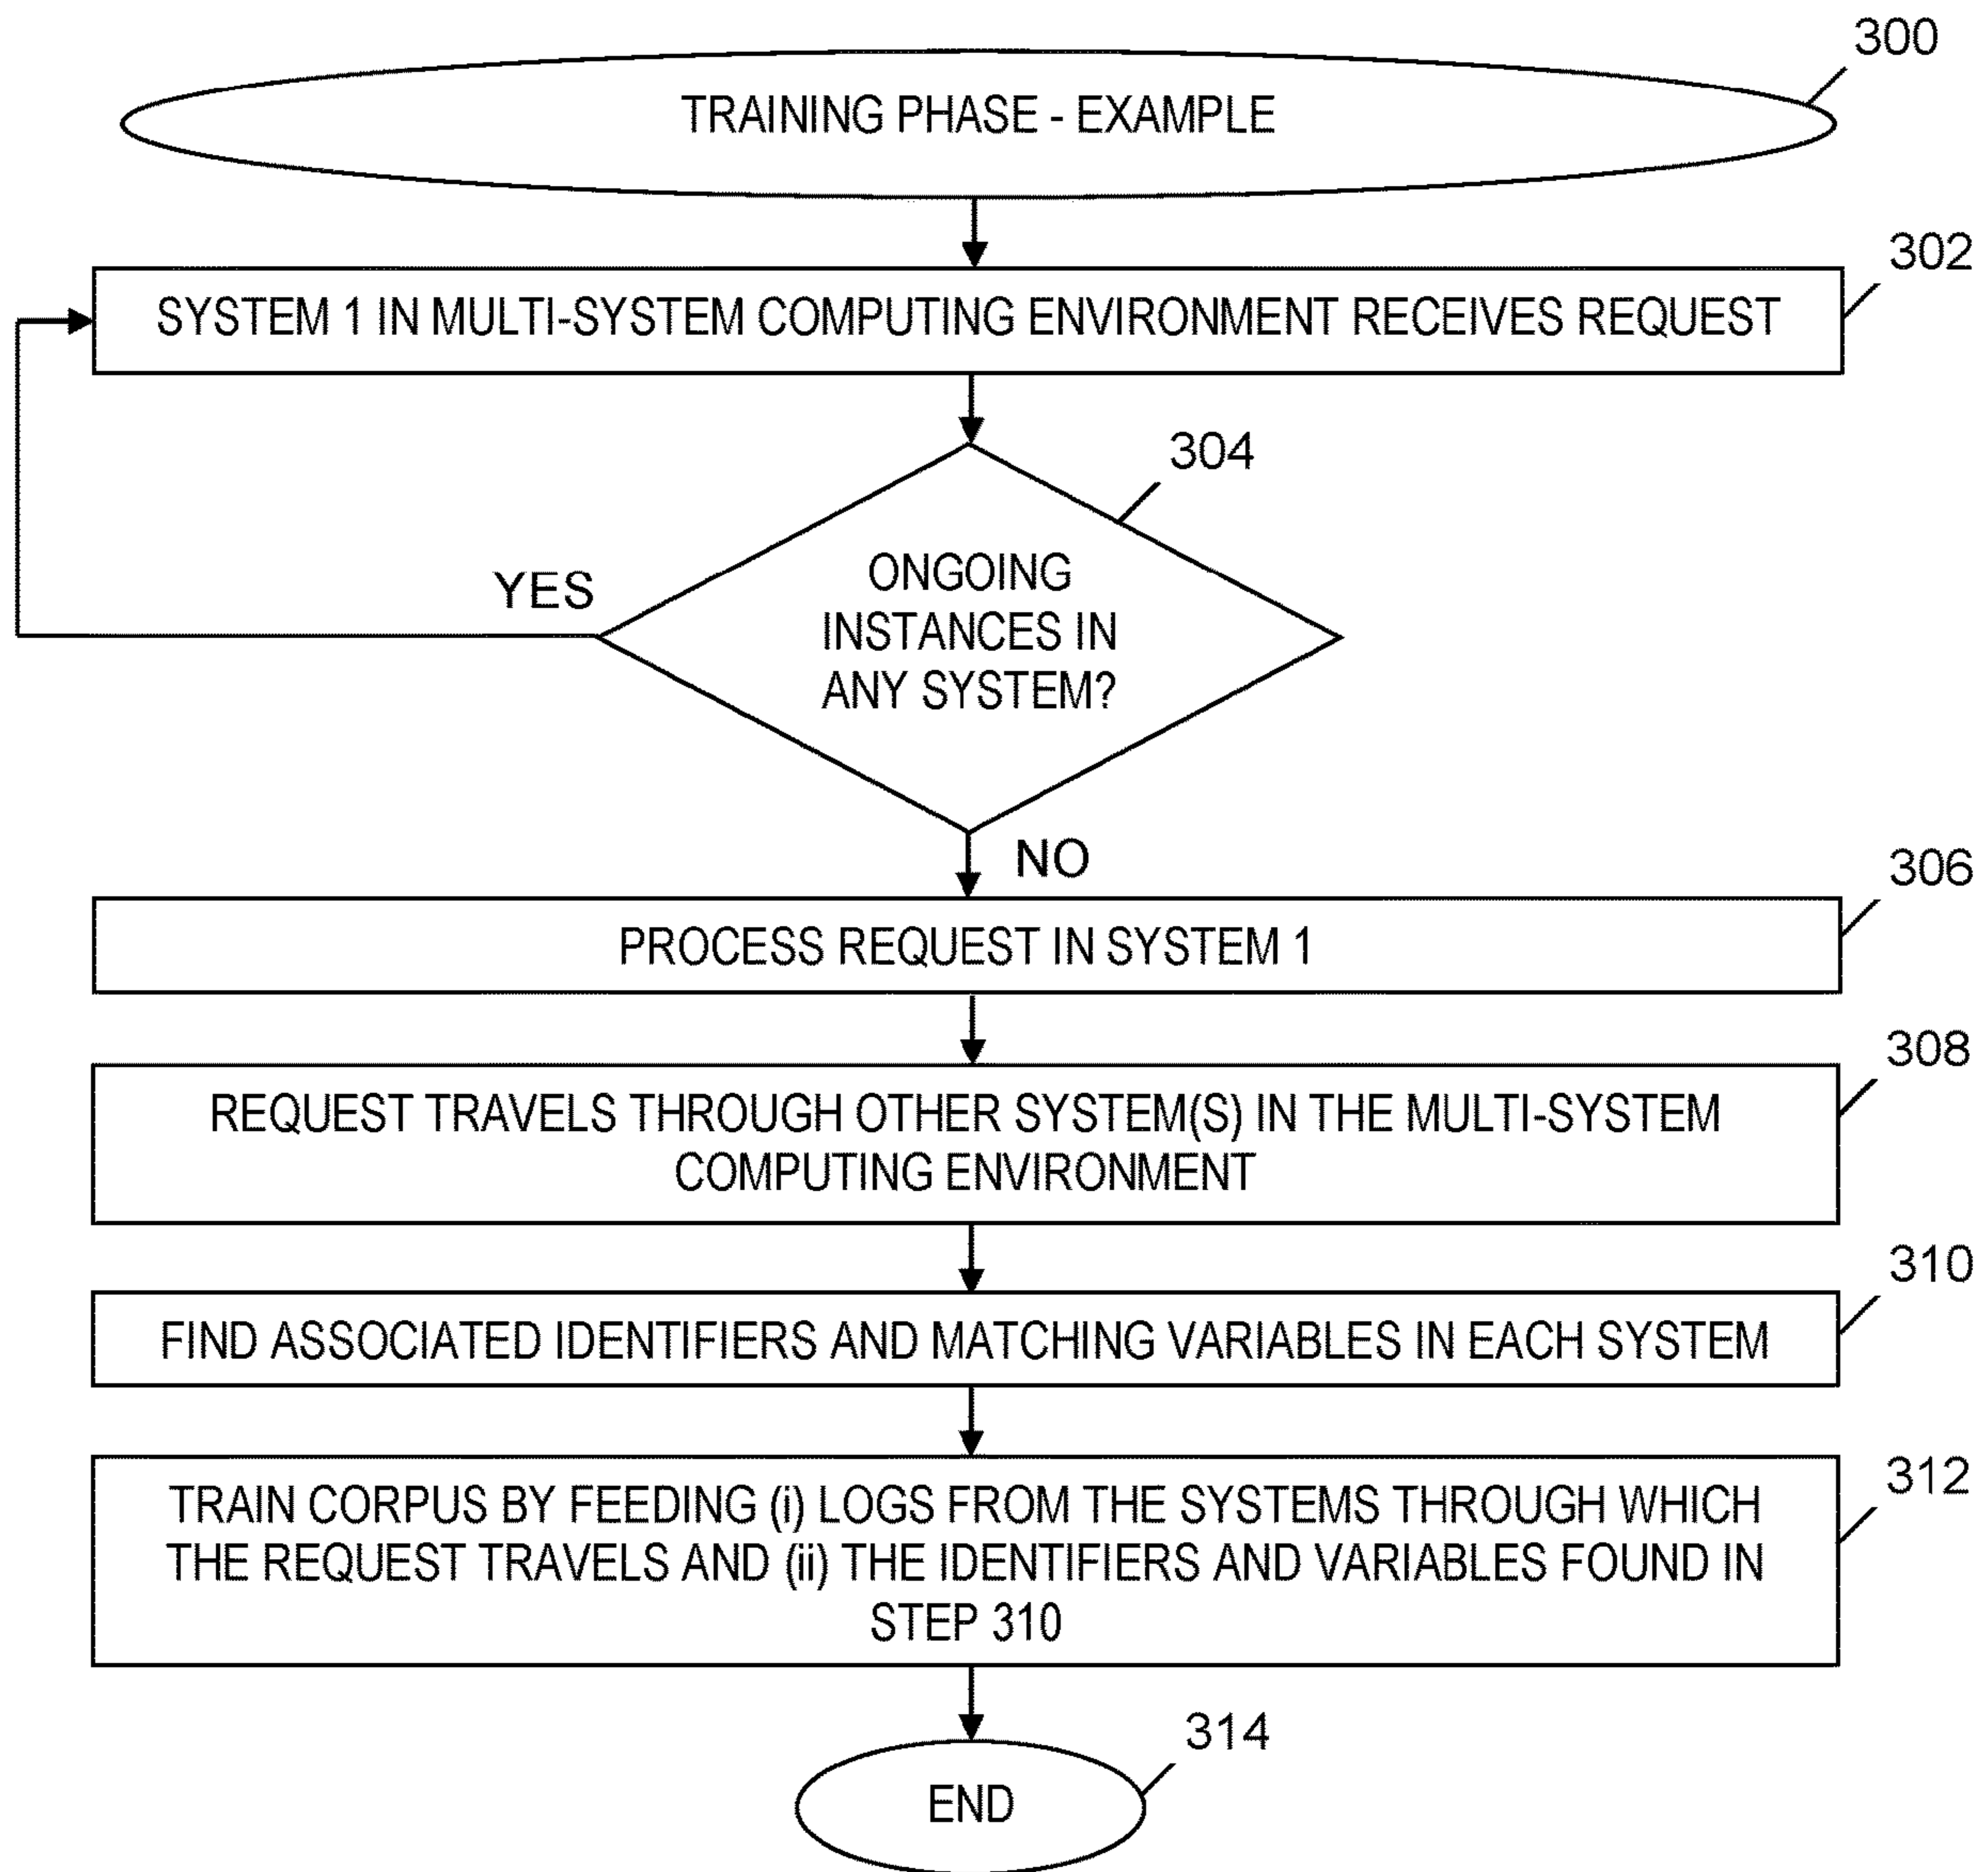 300
TRAINING PHASE - EXAMPLE
302
SYSTEM 1 IN MULTI-SYSTEM COMPUTING ENVIRONMENT RECEIVES REQUEST
304
ONGOING
INSTANCES IN
ANY SYSTEM?
YES
NO
306
PROCESS REQUEST IN SYSTEM 1
308
REQUEST TRAVELS THROUGH OTHER SYSTEM(S) IN THE MULTI-SYSTEM
COMPUTING ENVIRONMENT
310
FIND ASSOCIATED IDENTIFIERS AND MATCHING VARIABLES IN EACH SYSTEM
312
TRAIN CORPUS BY FEEDING (i) LOGS FROM THE SYSTEMS THROUGH WHICH
THE REQUEST TRAVELS AND (ii) THE IDENTIFIERS AND VARIABLES FOUND IN
STEP 310
314
END